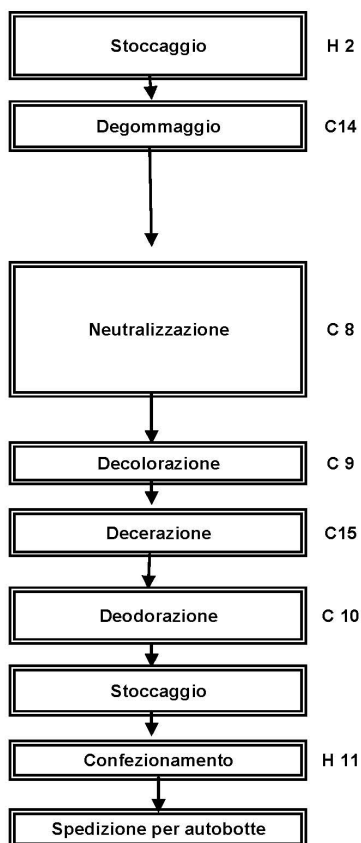 Stoccaggio H 2
Degommaggio C14
Neutralizzazione C 8
Decolorazione C 9
Decerazione C15
Deodorazione C 10
Stoccaggio
Confezionamento H 11
Spedizione per autobotte